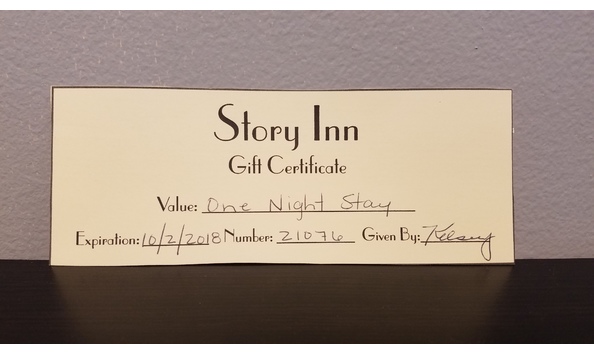 Story Inn
Gift Certificate
Value: One Night Stay
Expiration: 10/2/2018 Number: 21076 Given By: Kelsey